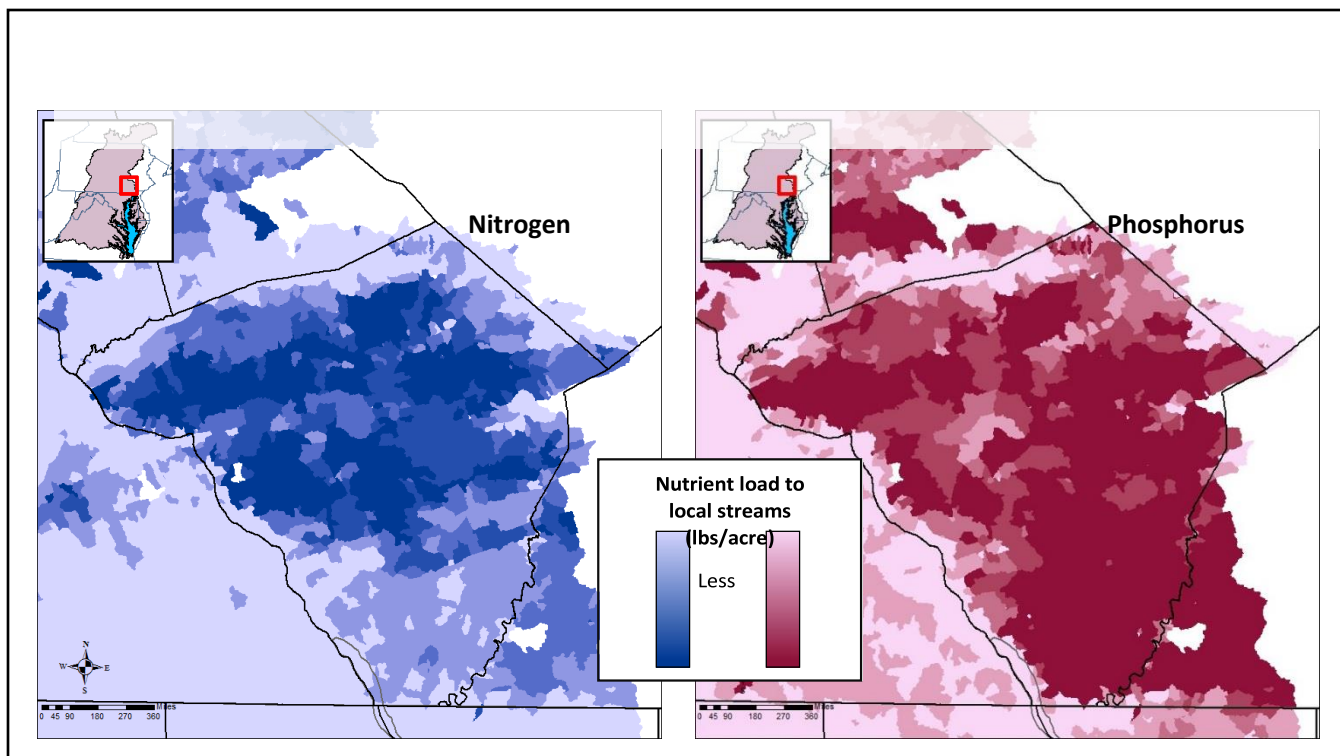 Nitrogen
Phosphorus
Nutrient load to
local streams
(lbs/acre)
Less
N
W E
S
0 45 90 180 270 360
Miles
0 45 90 180 270 360
Miles